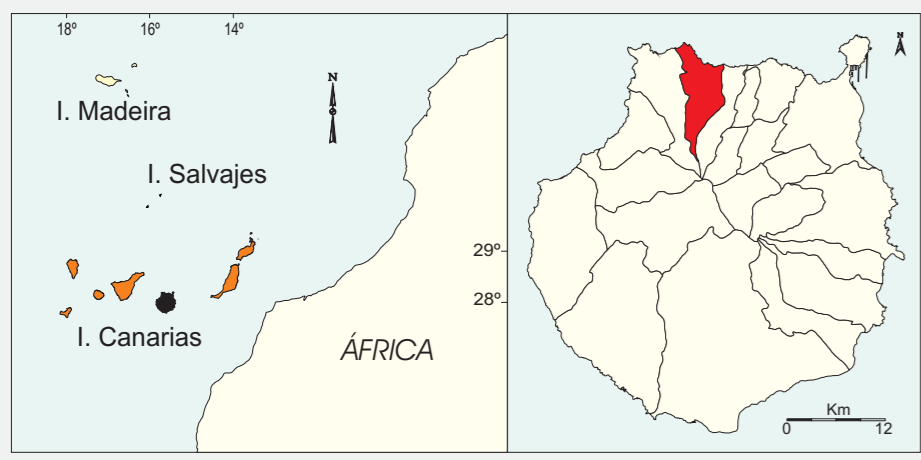 18º 16º 14º
I. Madeira
N
I. Salvajes
29º
28º
I. Canarias
ÁFRICA
N
Km
0 12